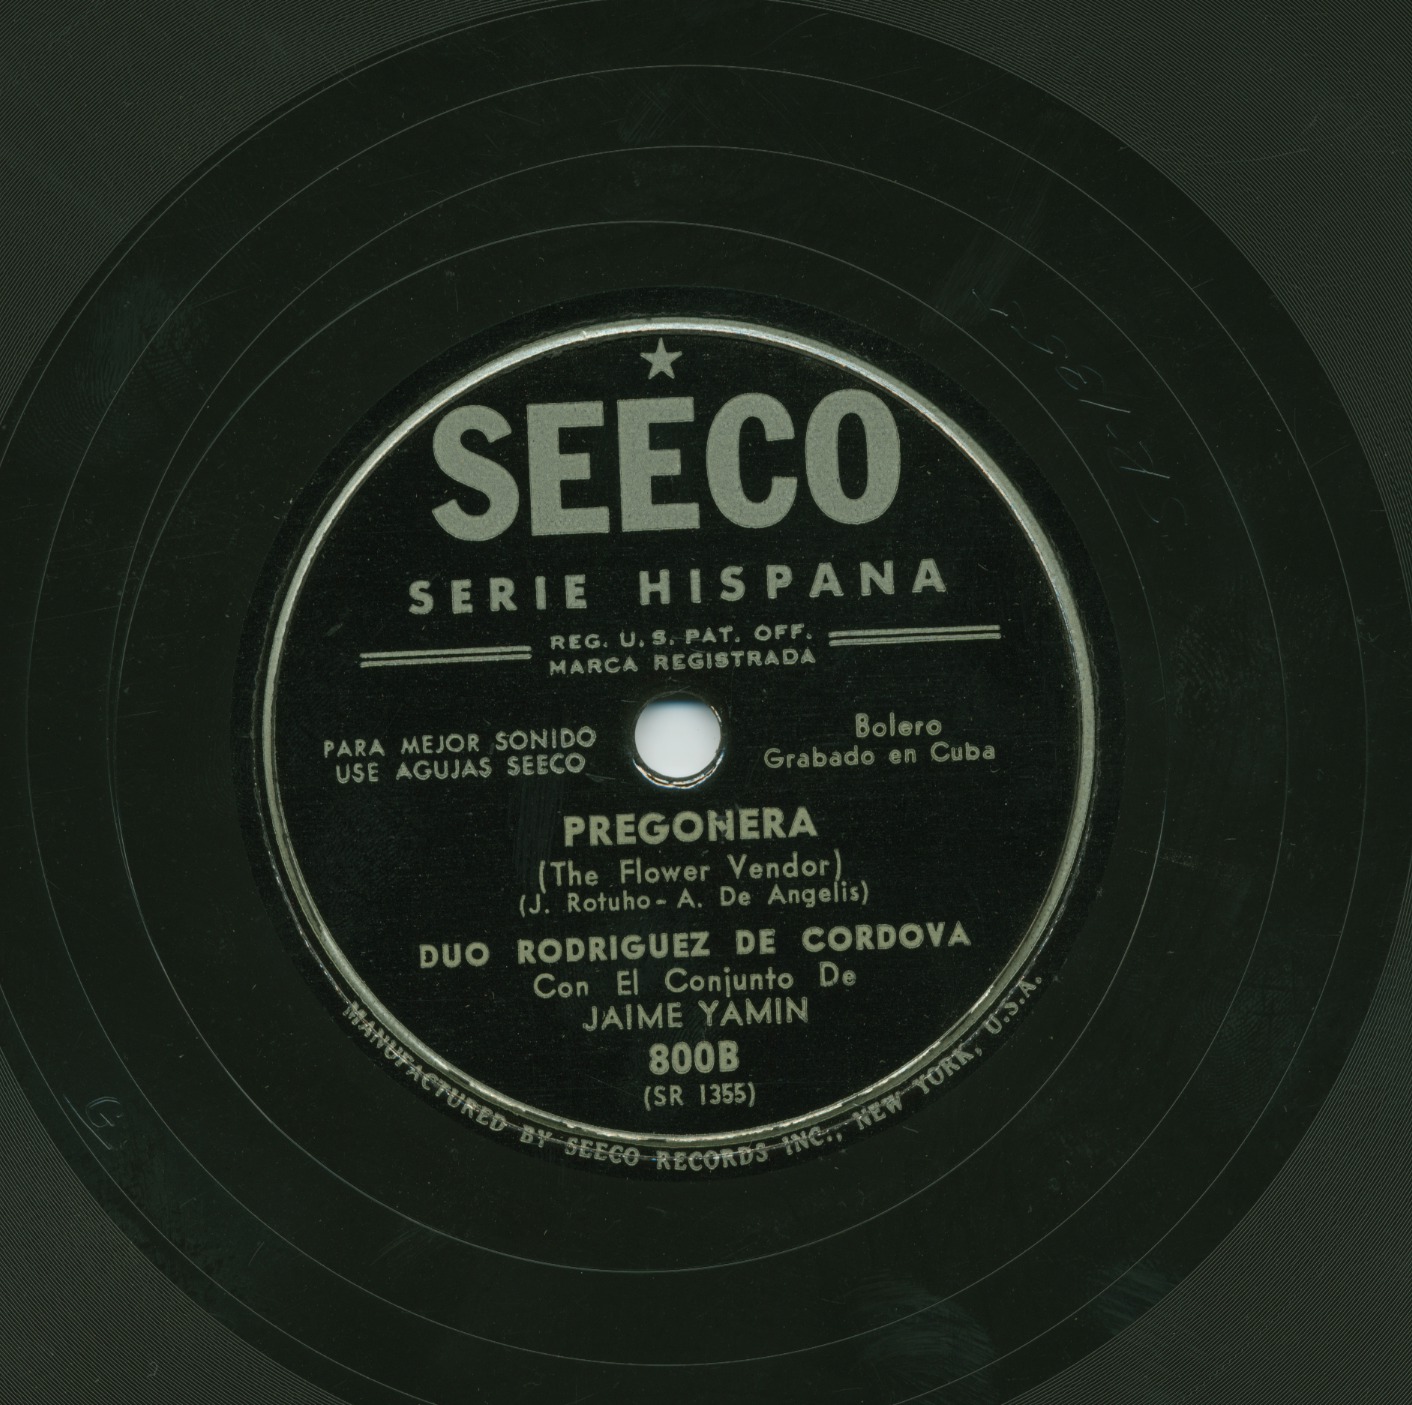 SEECO
SERIE HISPANA
REG. U. S. PAT. OFF.
MARCA REGISTRADA
PARA MEJOR SONIDO
USE AGUJAS SEECO
Bolero
Grabado en Cuba
PREGONERA
(The Flower Vendor)
(J. Rotuho - A. De Angelis)
DUO RODRIGUEZ DE CORDOVA
Con El Conjunto De
JAIME YAMIN
800B
(SR 1355)
MANUFACTURED BY SEECO RECORDS INC., NEW YORK, U.S.A.